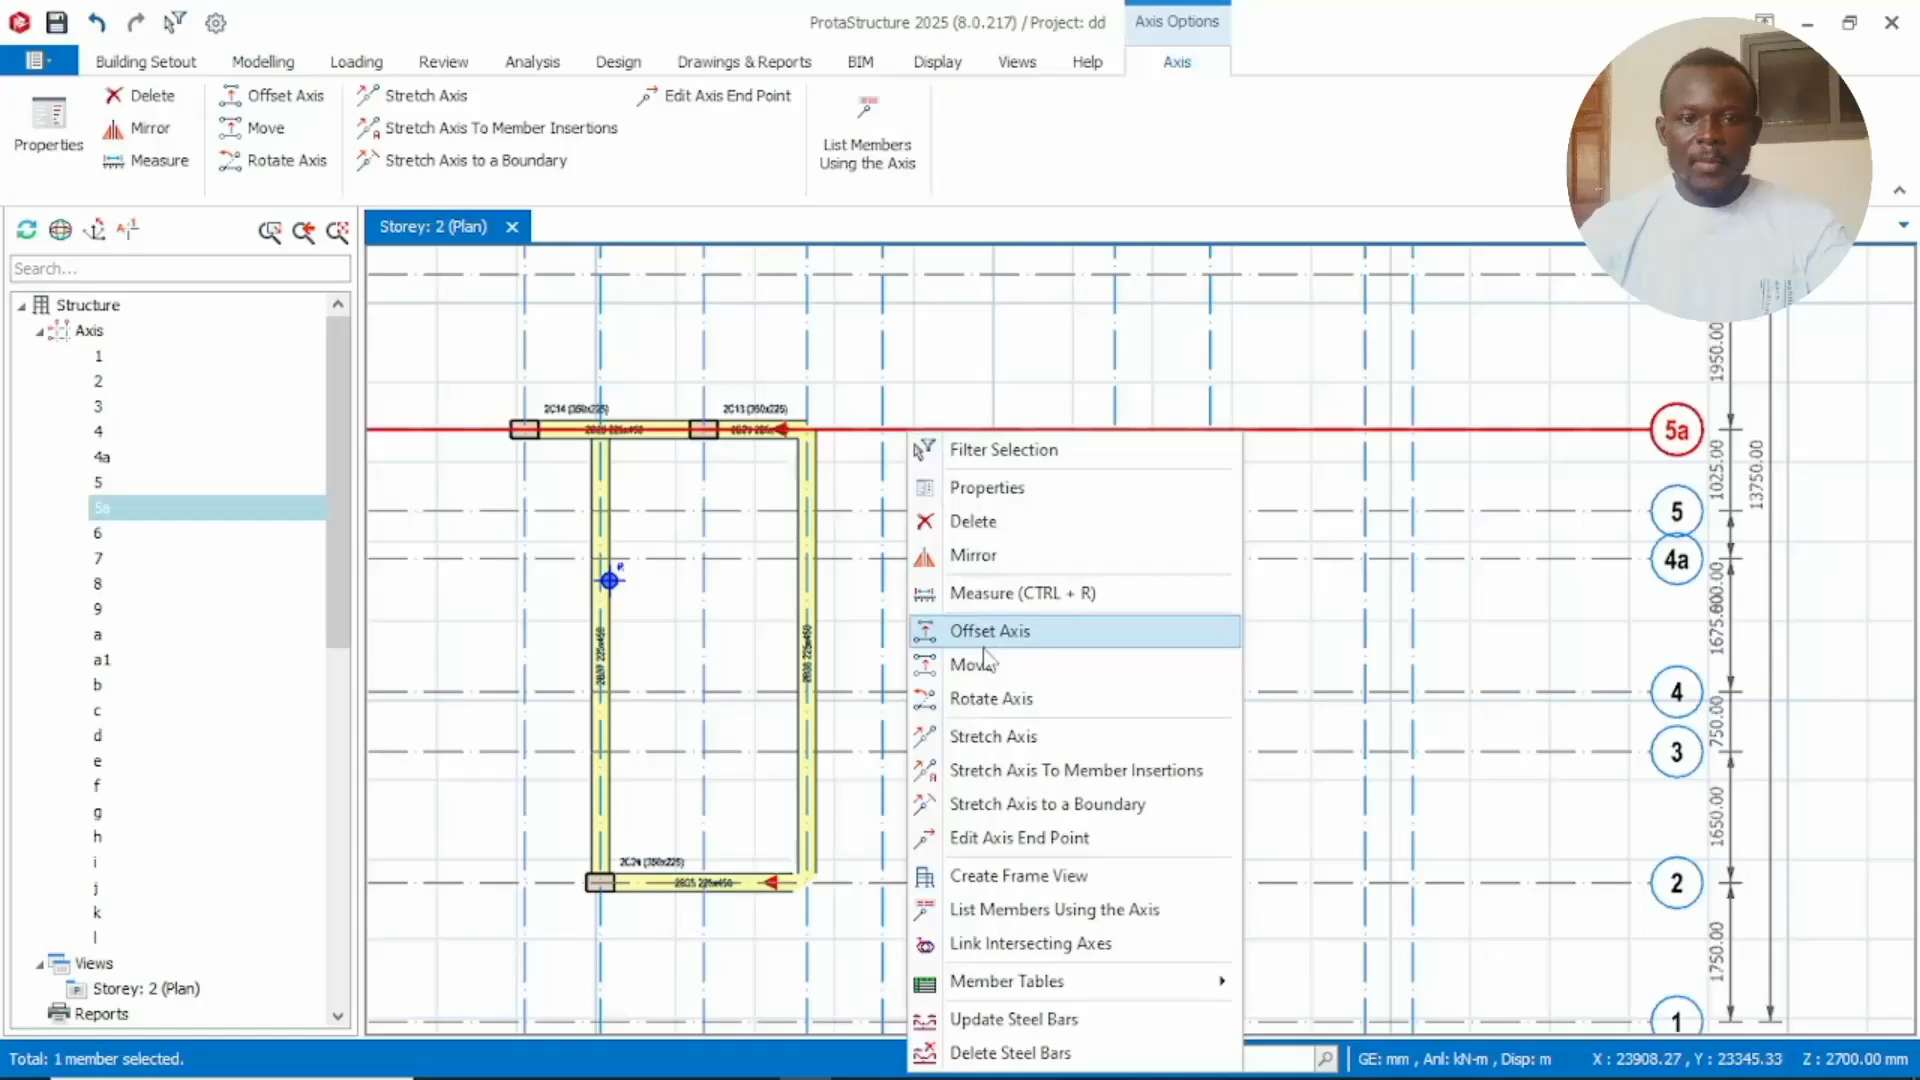 ProtaStructure 2025 (8.0.217) / Project: dd
Axis Options
Building Setout
Modelling
Loading
Review
Analysis
Design
Drawings & Reports
BIM
Display
Views
Help
Axis
Properties
Delete
Mirror
Measure
Offset Axis
Move
Rotate Axis
Stretch Axis
Stretch Axis To Member Insertions
Stretch Axis to a Boundary
Edit Axis End Point
List Members
Using the Axis
Storey: 2 (Plan)
Search...
Structure
Axis
1
2
3
4
4a
5
5a
6
7
8
9
a
a1
b
c
d
e
f
g
h
i
j
k
l
Views
Storey: 2 (Plan)
Reports
2C14 (350x225)
2C13 (350x225)
2C24 (350x225)
R
Filter Selection
Properties
Delete
Mirror
Measure (CTRL + R)
Offset Axis
Move
Rotate Axis
Stretch Axis
Stretch Axis To Member Insertions
Stretch Axis to a Boundary
Edit Axis End Point
Create Frame View
List Members Using the Axis
Link Intersecting Axes
Member Tables
Update Steel Bars
Delete Steel Bars
5a
5
4a
4
3
2
1
1950.00
1025.00
13750.00
600.00
1675.00
750.00
1650.00
1750.00
Total: 1 member selected.
GE: mm , Anl: kN-m , Disp: m
X : 23908.27 , Y : 23345.33
Z : 2700.00 mm